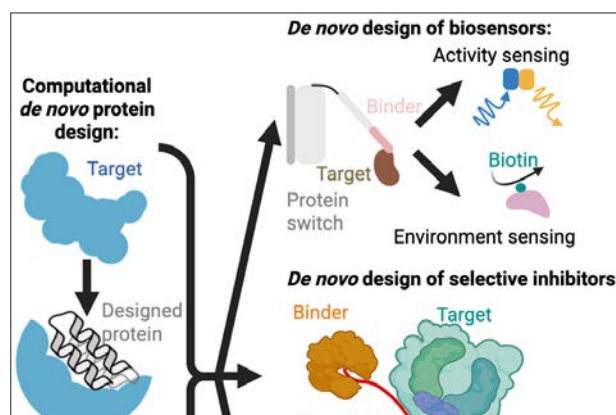 De novo design of biosensors:
Activity sensing
Computational
de novo protein
design:
Binder
Target
Target
Biotin
Protein
switch
Environment sensing
De novo design of selective inhibitors
Designed
protein
Binder
Target